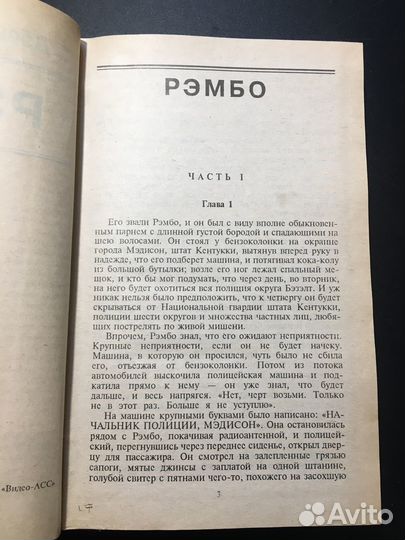 РЭМБО
ЧАСТЬ I
Глава 1
Его звали Рэмбо, и он был с виду вполне обыкновен-
ным парнем с длинной густой бородой и спадающими на
шею волосами. Он стоял у бензоколонки на окраине
города Мэдисон, штат Кентукки, вытянув вперед руку в
надежде, что его подберет машина, и потягивал кока-колу
из большой бутылки; возле его ног лежал спальный ме-
шок, и кто бы мог подумать, что через день, во вторник,
на него будет охотиться вся полиция округа Бэзэлт. И уж
никак нельзя было предположить, что к четвергу он будет
скрываться от Национальной гвардии штата Кентукки,
полиции шести округов и множества частных лиц, любя-
щих пострелять по живой мишени.
Впрочем, Рэмбо знал, что его ожидают неприятности.
Крупные неприятности, если он не будет начеку.
Машина, в которую он просился, чуть было не сбила
его, отъезжая от бензоколонки. Потом из потока
автомобилей выскочила полицейская машина и под-
катила прямо к нему — он уже знал, что будет
дальше, и весь напрягся. «Нет, черт возьми. Только
не в этот раз. Больше я не уступлю».
На машине крупными буквами было написано: «НА-
ЧАЛЬНИК ПОЛИЦИИ, МЭДИСОН». Она остановилась
рядом с Рэмбо, покачивая радиоантенной, и полицей-
ский, перегнувшись через переднее сиденье, открыл двер-
цу для пассажира. Он смотрел на залепленные грязью
сапоги, мятые джинсы с заплатой на одной штанине,
голубой свитер с пятнами чего-то, похожего на засохшую
3
«Видео-АСС»
Avito